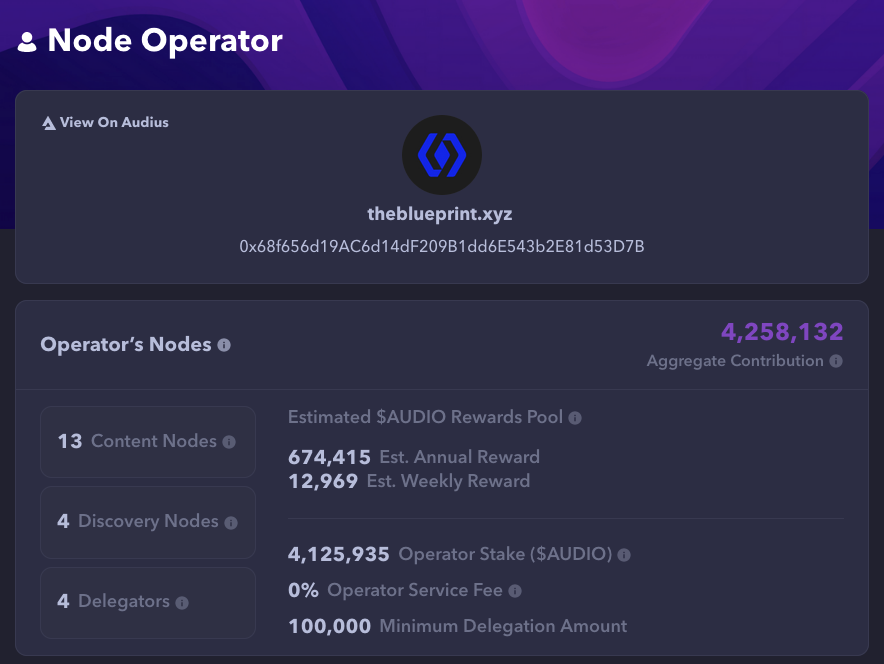 Node Operator
View On Audius
theblueprint.xyz
0x68f656d19AC6d14dF209B1dd6E543b2E81d53D7B
Operator's Nodes
4,258,132
Aggregate Contribution
13 Content Nodes
4 Discovery Nodes
4 Delegators
Estimated $AUDIO Rewards Pool
674,415 Est. Annual Reward
12,969 Est. Weekly Reward
4,125,935 Operator Stake ($AUDIO)
0% Operator Service Fee
100,000 Minimum Delegation Amount